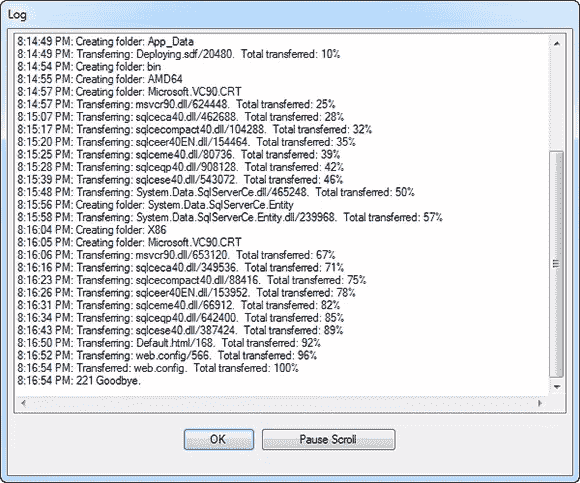 Log
8:14:49 PM: Creating folder: App_Data
8:14:49 PM: Transferring: Deploying.sdf/20480.  Total transferred: 10%
8:14:54 PM: Creating folder: bin
8:14:55 PM: Creating folder: AMD64
8:14:57 PM: Creating folder: Microsoft.VC90.CRT
8:14:57 PM: Transferring: msvcr90.dll/624448.  Total transferred: 25%
8:15:07 PM: Transferring: sqlceca40.dll/462688.  Total transferred: 28%
8:15:17 PM: Transferring: sqlcecompact40.dll/104288.  Total transferred: 32%
8:15:20 PM: Transferring: sqlceer40EN.dll/154464.  Total transferred: 35%
8:15:25 PM: Transferring: sqlceme40.dll/80736.  Total transferred: 39%
8:15:28 PM: Transferring: sqlceqp40.dll/908128.  Total transferred: 42%
8:15:39 PM: Transferring: sqlcese40.dll/543072.  Total transferred: 46%
8:15:48 PM: Transferring: System.Data.SqlServerCe.dll/465248.  Total transferred: 50%
8:15:56 PM: Creating folder: System.Data.SqlServerCe.Entity
8:15:58 PM: Transferring: System.Data.SqlServerCe.Entity.dll/239968.  Total transferred: 57%
8:16:04 PM: Creating folder: X86
8:16:05 PM: Creating folder: Microsoft.VC90.CRT
8:16:06 PM: Transferring: msvcr90.dll/653120.  Total transferred: 67%
8:16:16 PM: Transferring: sqlceca40.dll/349536.  Total transferred: 71%
8:16:23 PM: Transferring: sqlcecompact40.dll/88416.  Total transferred: 75%
8:16:26 PM: Transferring: sqlceer40EN.dll/153952.  Total transferred: 78%
8:16:31 PM: Transferring: sqlceme40.dll/66912.  Total transferred: 82%
8:16:34 PM: Transferring: sqlceqp40.dll/642400.  Total transferred: 85%
8:16:43 PM: Transferring: sqlcese40.dll/387424.  Total transferred: 89%
8:16:50 PM: Transferring: Default.html/168.  Total transferred: 92%
8:16:52 PM: Transferring: web.config/566.  Total transferred: 96%
8:16:54 PM: Transferred: web.config.  Total transferred: 100%
8:16:54 PM: 221 Goodbye.
OK
Pause Scroll